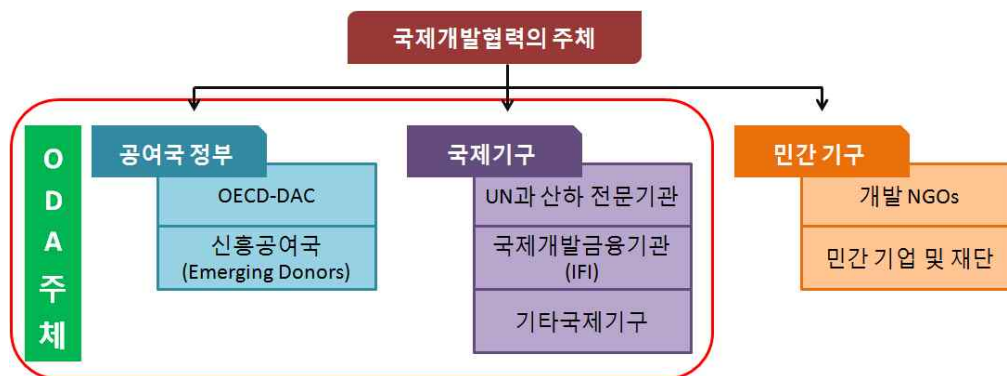 국제개발협력의 주체
O
D
A
주
체
공여국 정부
OECD-DAC
신흥공여국
(Emerging Donors)
국제기구
UN과 산하 전문기관
국제개발금융기관
(IFI)
기타국제기구
민간 기구
개발 NGOs
민간 기업 및 재단